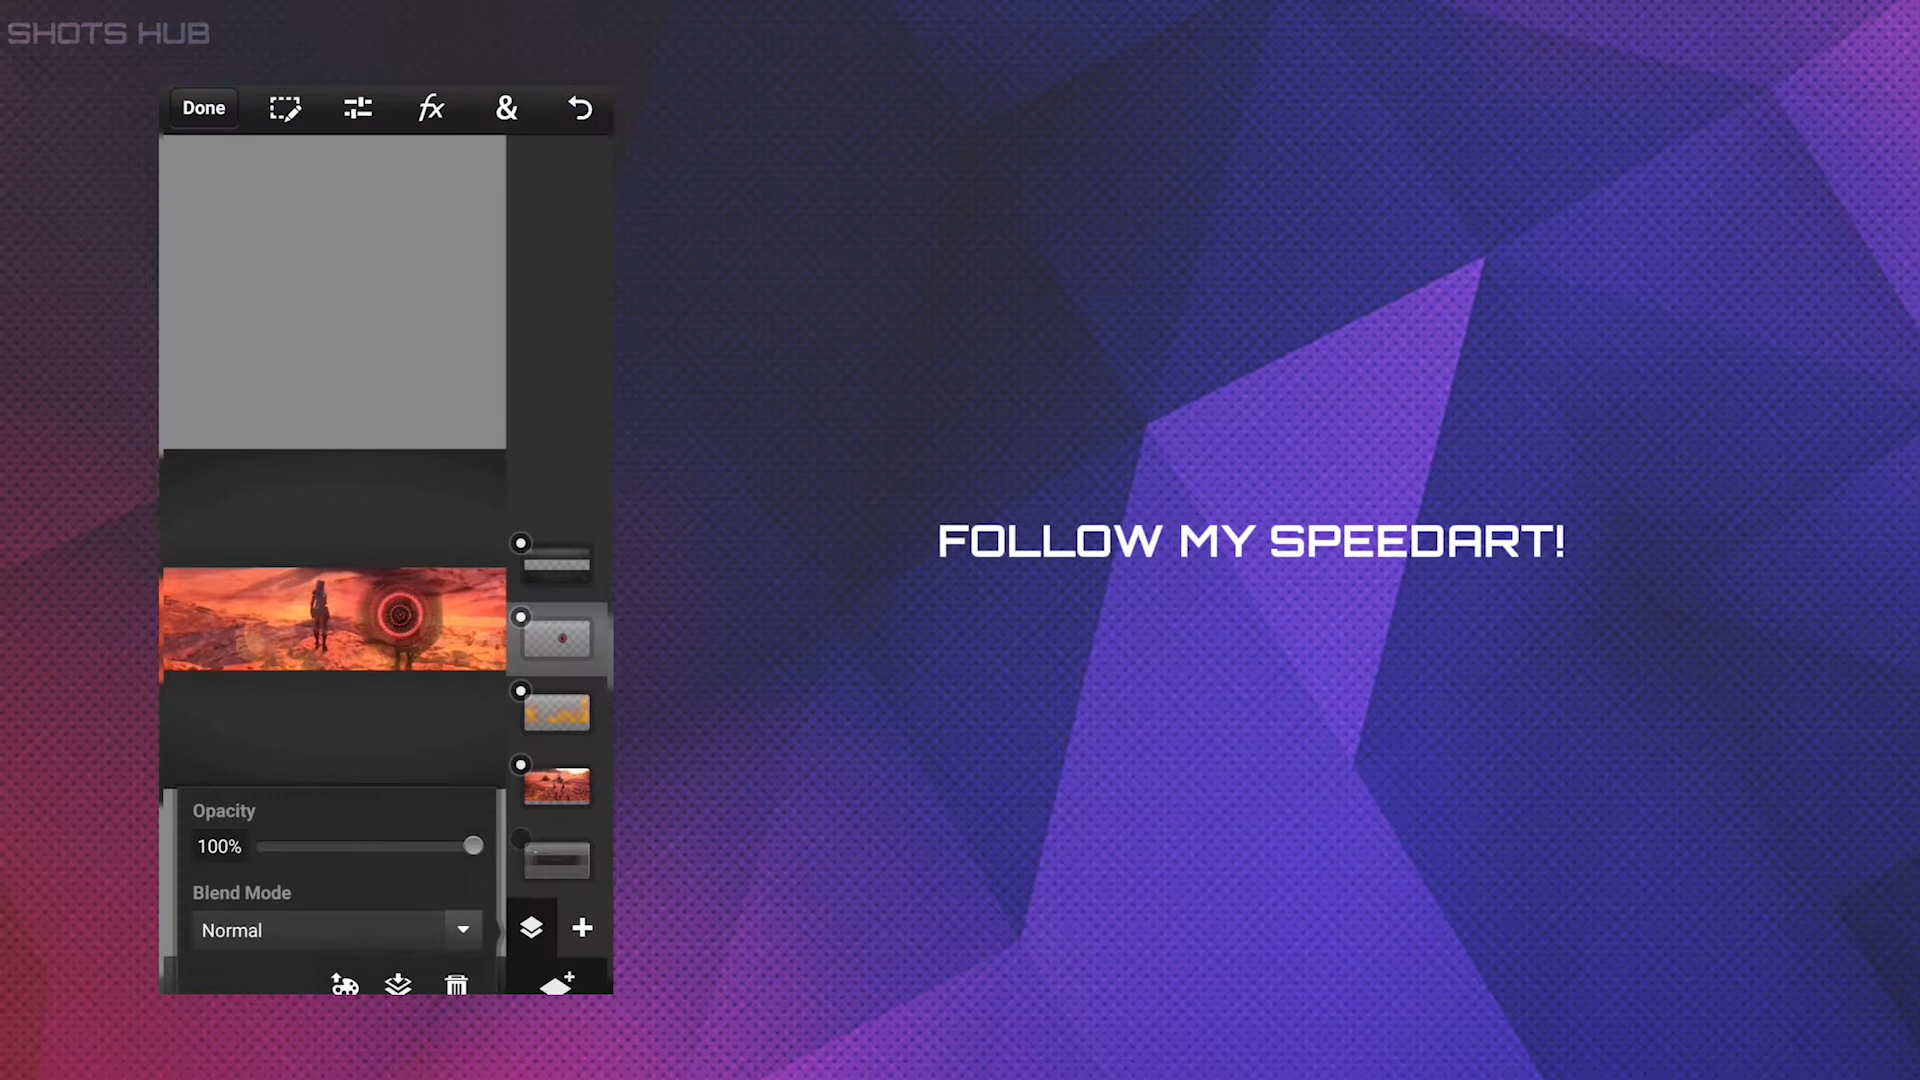 SHOTS HUB
Done
fx
&
FOLLOW MY SPEEDART!
Opacity
100%
Blend Mode
Normal